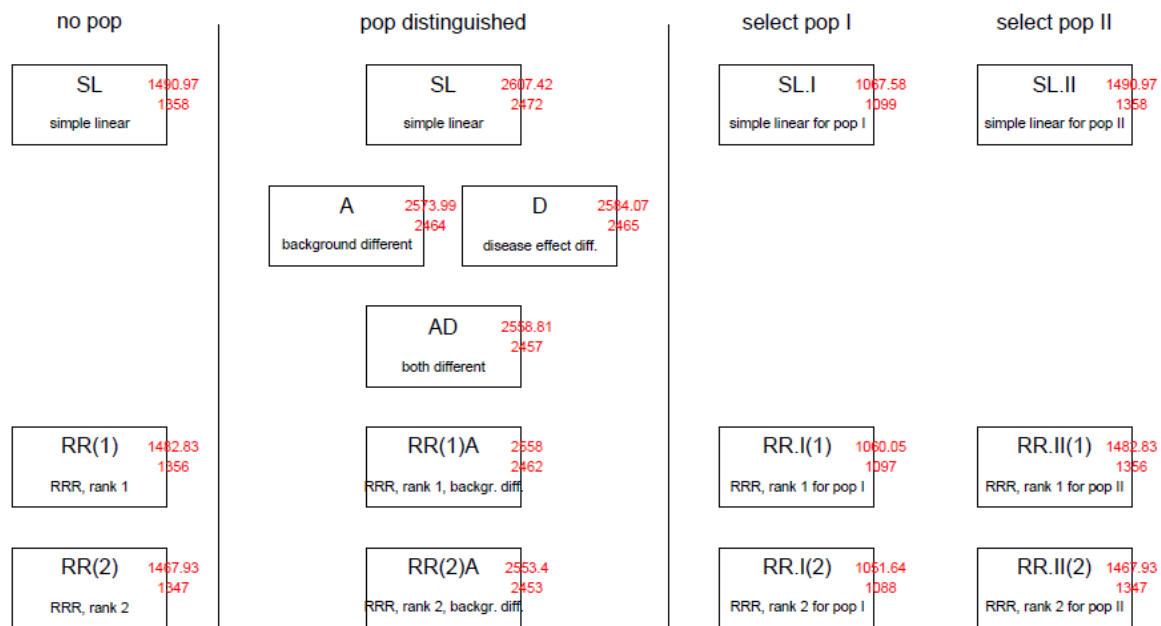 no pop
pop distinguished
select pop I
select pop II
SL 1490.97
1358
simple linear
SL 2607.42
2472
simple linear
SL.I 1067.58
1099
simple linear for pop I
SL.II 1490.97
1358
simple linear for pop II
A 2573.99
2464
background different
D 2584.07
2465
disease effect diff.
AD 2558.81
2457
both different
RR(1) 1482.83
1356
RRR, rank 1
RR(1)A 2558
2462
RRR, rank 1, backgr. diff.
RR.I(1) 1060.05
1097
RRR, rank 1 for pop I
RR.II(1) 1482.83
1356
RRR, rank 1 for pop II
RR(2) 1467.93
1347
RRR, rank 2
RR(2)A 2553.4
2453
RRR, rank 2, backgr. diff.
RR.I(2) 1051.64
1088
RRR, rank 2 for pop I
RR.II(2) 1467.93
1347
RRR, rank 2 for pop II